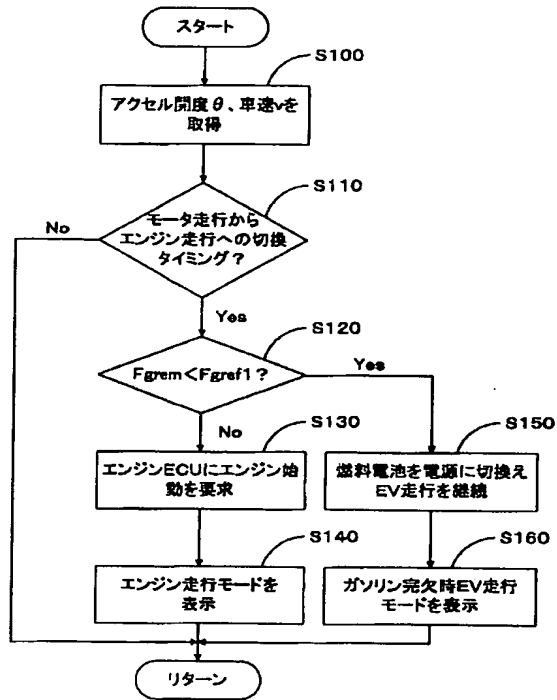 スタート
S100
アクセル開度θ、車速vを
取得
S110
モータ走行から
エンジン走行への切換
タイミング?
No
Yes
S120
Fgrem<Fgref1?
Yes
No
S130
エンジンECUにエンジン始
動を要求
S150
燃料電池を電源に切換え
EV走行を継続
S140
エンジン走行モードを
表示
S160
ガソリン完欠時EV走行
モードを表示
リターン